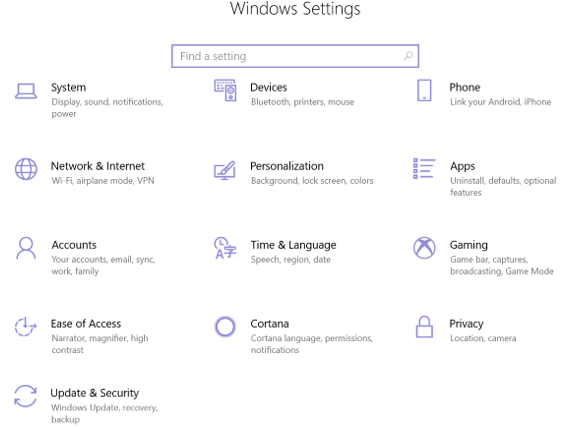 Windows Settings
Find a setting
System
Display, sound, notifications,
power
Devices
Bluetooth, printers, mouse
Phone
Link your Android, iPhone
Network & Internet
Wi-Fi, airplane mode, VPN
Personalization
Background, lock screen, colors
Apps
Uninstall, defaults, optional
features
Accounts
Your accounts, email, sync,
work, family
Time & Language
Speech, region, date
Gaming
Game bar, captures,
broadcasting, Game Mode
Ease of Access
Narrator, magnifier, high
contrast
Cortana
Cortana language, permissions,
notifications
Privacy
Location, camera
Update & Security
Windows Update, recovery,
backup